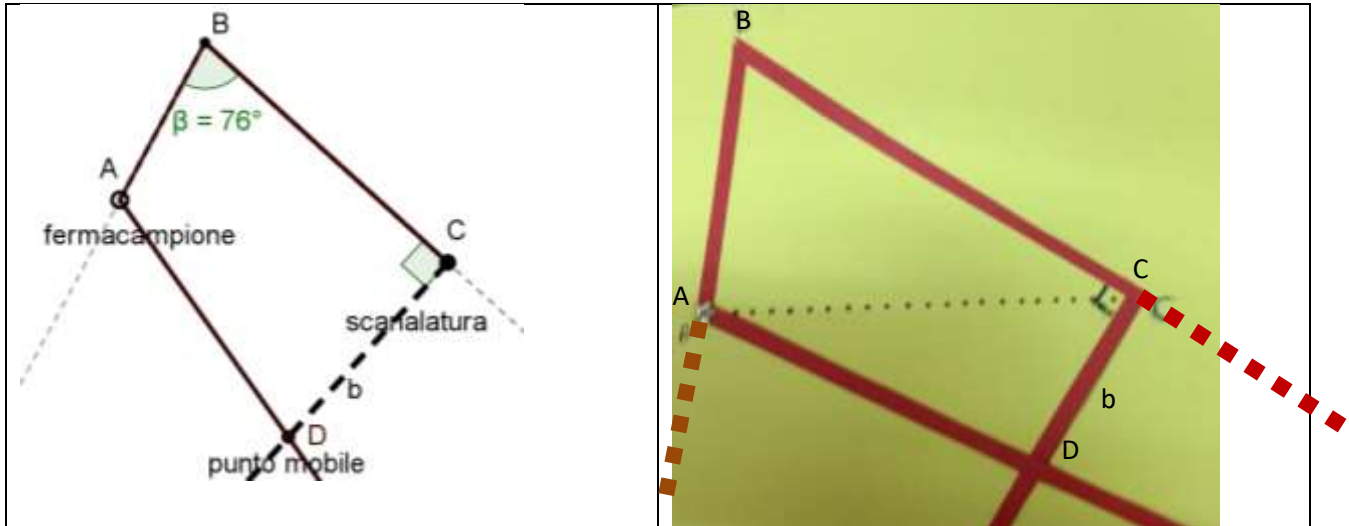 B
β = 76°
A
fermacampione
C
scanalatura
b
D
punto mobile
B
C
A
C
A
b
D